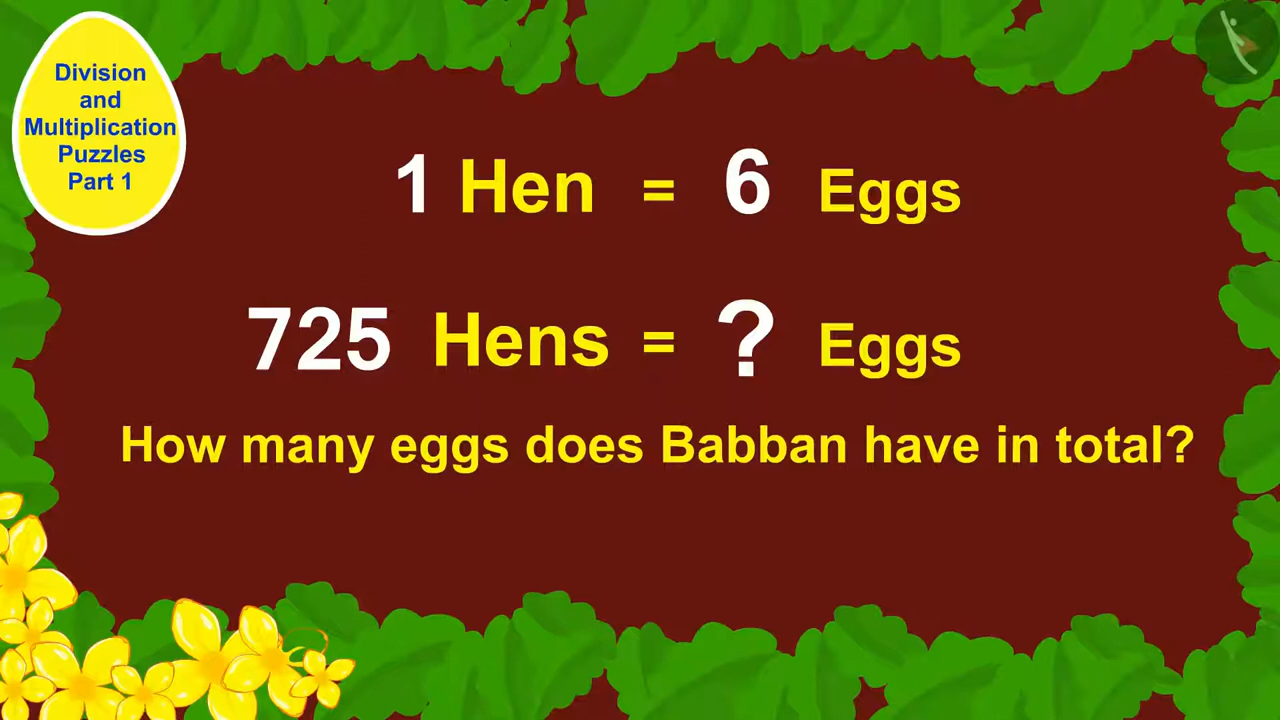 Division
and
Multiplication
Puzzles
Part 1
1 Hen = 6 Eggs
725 Hens = ? Eggs
How many eggs does Babban have in total?